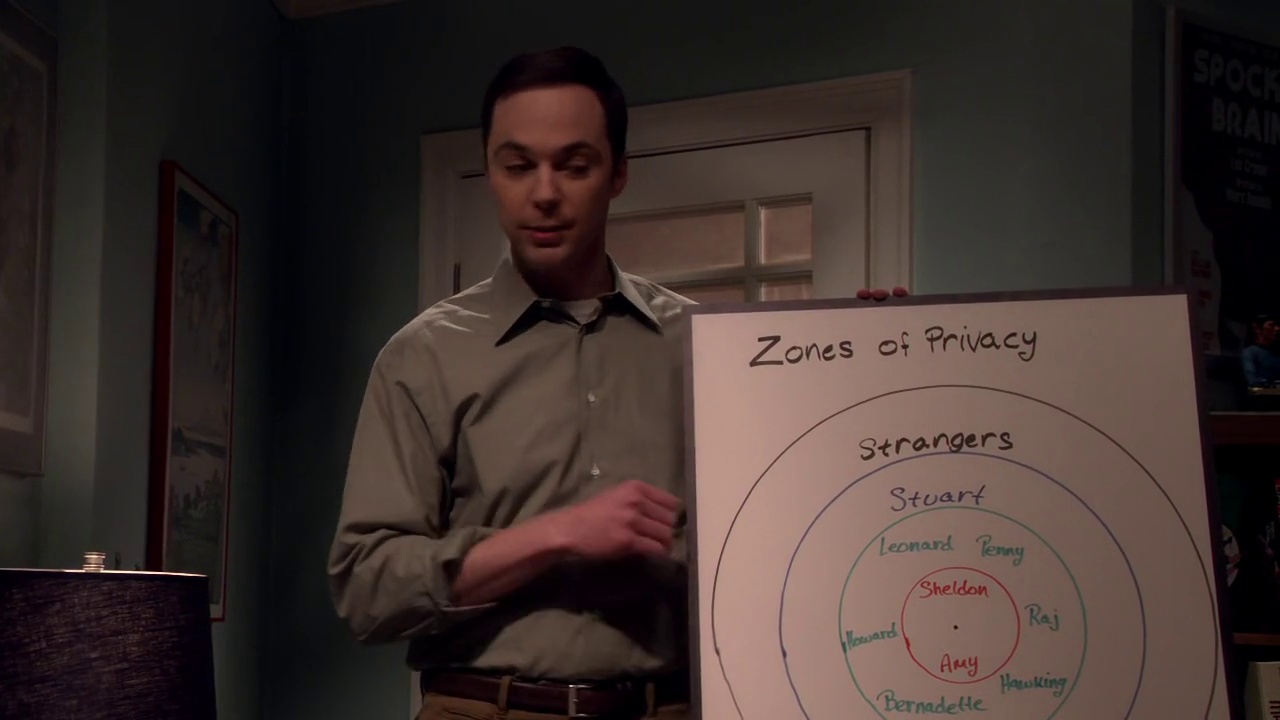 SPOCK
BRAIN
Zones of Privacy
Strangers
Stuart
Leonard Penny
Sheldon
Howard
Raj
Amy
Hawking
Bernadette